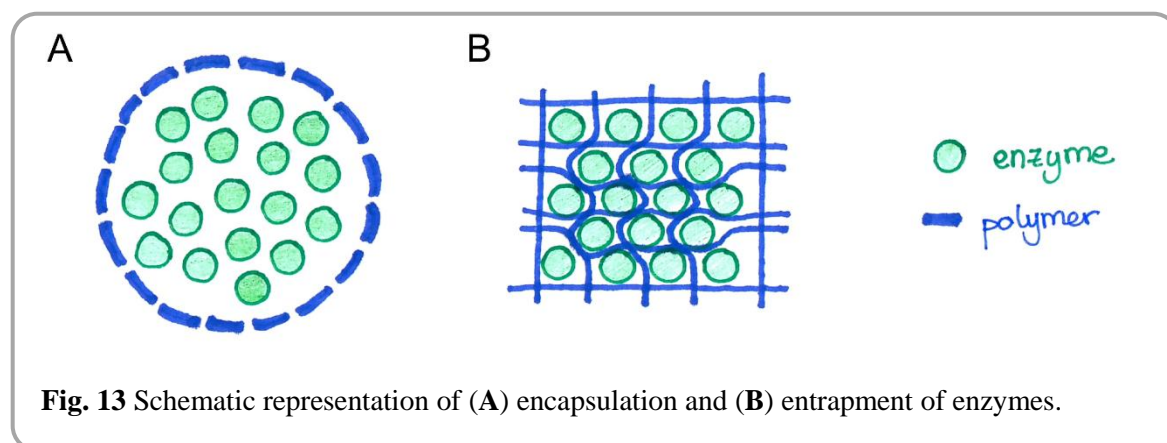 A
B
enzyme
polymer
Fig. 13 Schematic representation of (A) encapsulation and (B) entrapment of enzymes.